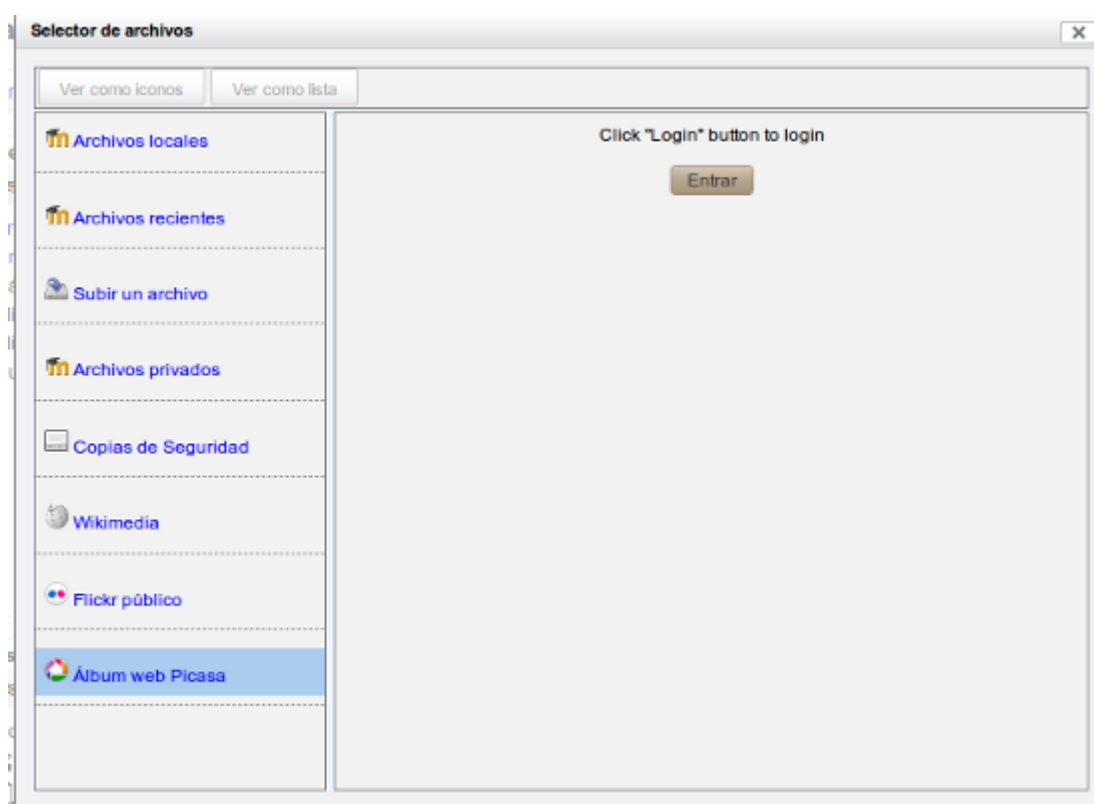 Selector de archivos
Ver como iconos
Ver como lista
Archivos locales
Archivos recientes
Subir un archivo
Archivos privados
Copias de Seguridad
Wikimedia
Flickr público
Álbum web Picasa
Click "Login" button to login
Entrar